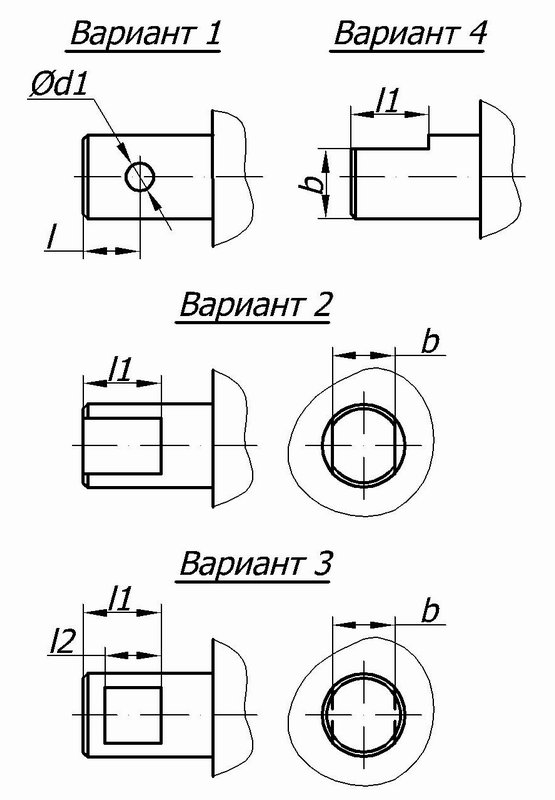 Вариант 1
Ød1
l
Вариант 4
l1
b
Вариант 2
l1
b
Вариант 3
l1
l2
b